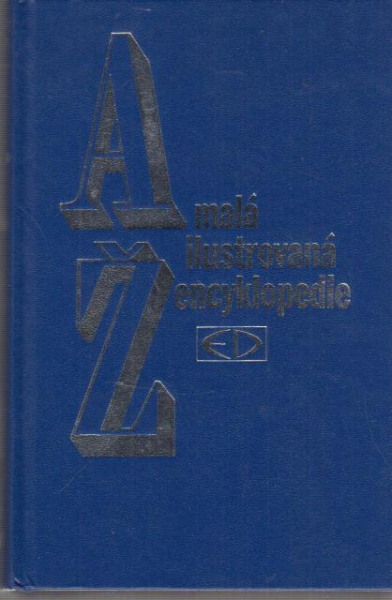 A
malá
ilustrovaná
Ž
encyklopedie
ED